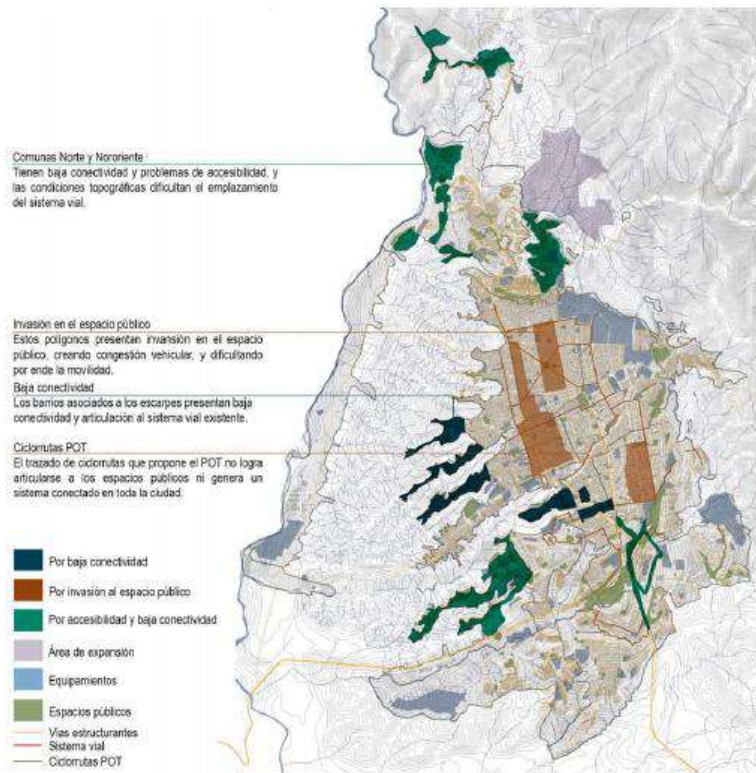 Comunas Norte y Nororiente
Tienen baja conectividad y problemas de accesibilidad, y
las condiciones topográficas dificultan el emplazamiento
del sistema vial.
Invasión en el espacio público
Estos polígonos presentan invansión en el espacio
público, creando congestión vehicular, y dificultando
por ende la movilidad.
Baja conectividad
Los barrios asociados a los escarpes presentan baja
conectividad y articulación al sistema vial existente.
Ciclorrutas POT
El trazado de ciclorrutas que propone el POT no logra
articularse a los espacios públicos ni genera un
sistema conectado en toda la ciudad.
Por baja conectividad
Por invasión al espacio público
Por accesibilidad y baja conectividad
Área de expansión
Equipamientos
Espacios públicos
Vías estructurantes
Sistema vial
Ciclorrutas POT